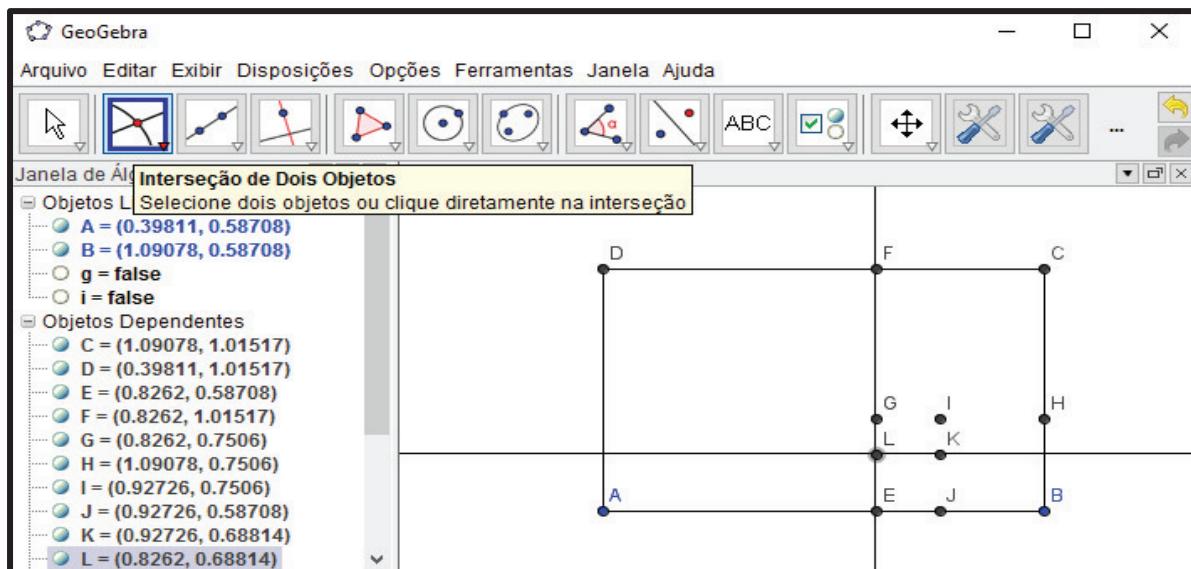 GeoGebra
Arquivo Editar Exibir Disposições Opções Ferramentas Janela Ajuda
α
ABC
...
Janela de Ál
Interseção de Dois Objetos
Selecione dois objetos ou clique diretamente na interseção
Objetos L
A = (0.39811, 0.58708)
B = (1.09078, 0.58708)
g = false
i = false
Objetos Dependentes
C = (1.09078, 1.01517)
D = (0.39811, 1.01517)
E = (0.8262, 0.58708)
F = (0.8262, 1.01517)
G = (0.8262, 0.7506)
H = (1.09078, 0.7506)
I = (0.92726, 0.7506)
J = (0.92726, 0.58708)
K = (0.92726, 0.68814)
L = (0.8262, 0.68814)
D F C
G I H
L K
A E J B